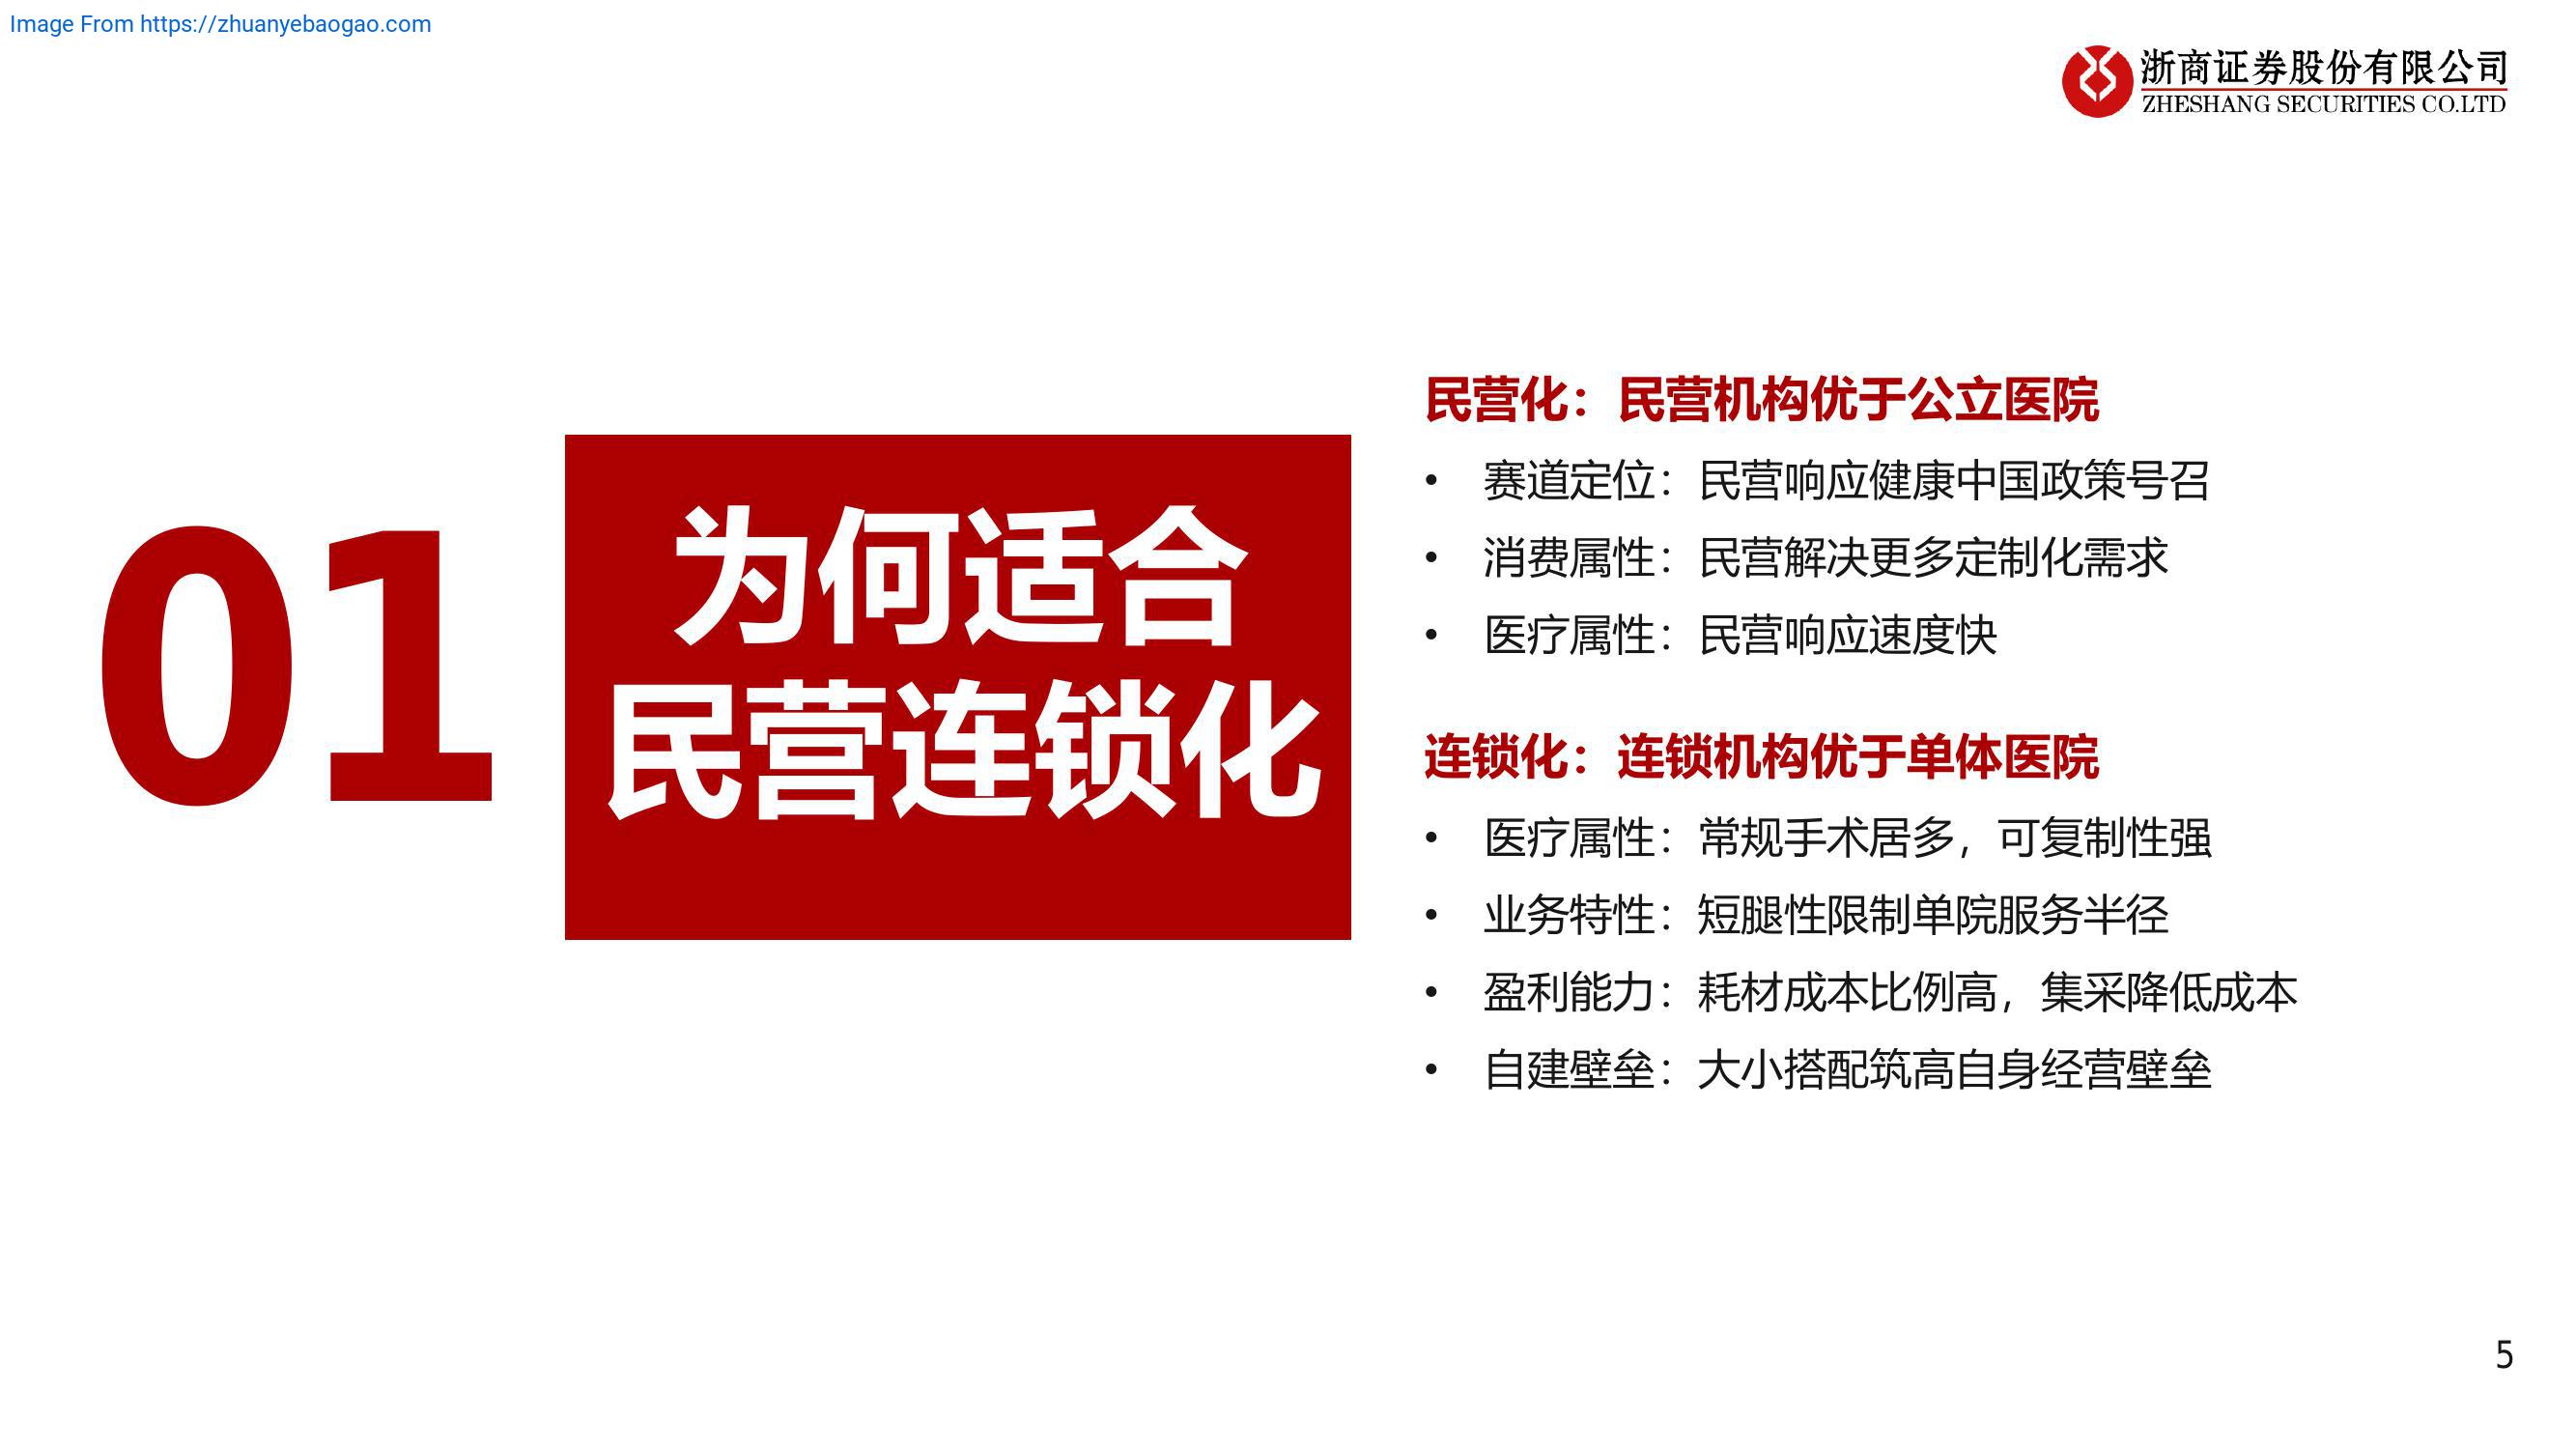 Image From https://zhuanyebaogao.com
浙商证券股份有限公司
ZHESHANG SECURITIES CO.LTD
01
为何适合
民营连锁化
民营化：民营机构优于公立医院
• 赛道定位：民营响应健康中国政策号召
• 消费属性：民营解决更多定制化需求
• 医疗属性：民营响应速度快
连锁化：连锁机构优于单体医院
• 医疗属性：常规手术居多，可复制性强
• 业务特性：短腿性限制单院服务半径
• 盈利能力：耗材成本比例高，集采降低成本
• 自建壁垒：大小搭配筑高自身经营壁垒
5